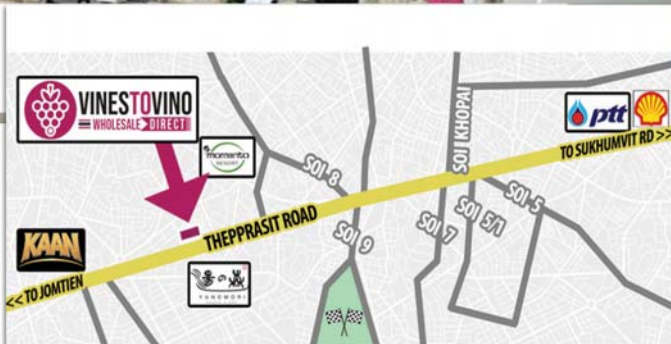 VINESTOVINO
WHOLESALE DIRECT
momento
RESORT
ptt
SOI KHOPAI
TO SUKHUMVIT RD >>
SOI 8
SOI 5
SOI 5/1
SOI 7
SOI 9
THEPPRASIT ROAD
KAAN
YUNOMORI
<< TO JOMTIEN